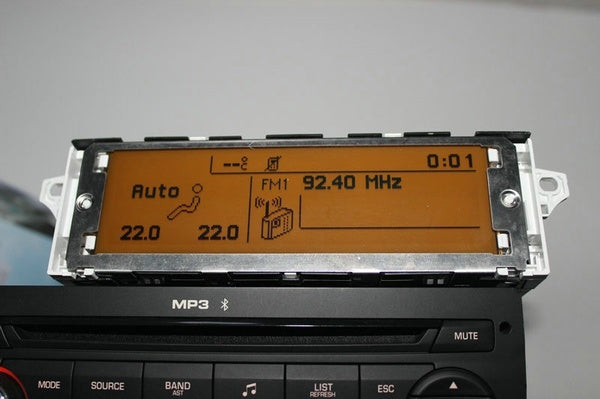 --°C 0:01
Auto FM1 92.40 MHz
22.0 22.0
MP3
MUTE
MODE SOURCE BAND AST LIST REFRESH ESC